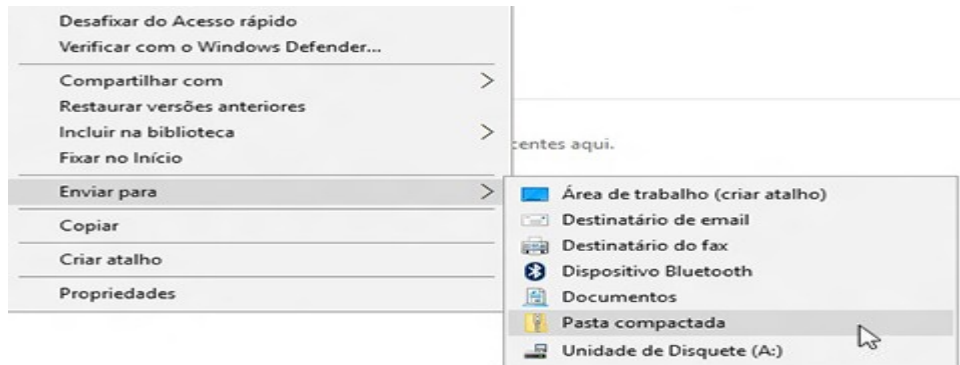 Desafixar do Acesso rápido
Verificar com o Windows Defender...
Compartilhar com
Restaurar versões anteriores
Incluir na biblioteca
Fixar no Início
Enviar para
Copiar
Criar atalho
Propriedades
centes aqui.
Área de trabalho (criar atalho)
Destinatário de email
Destinatário do fax
Dispositivo Bluetooth
Documentos
Pasta compactada
Unidade de Disquete (A:)